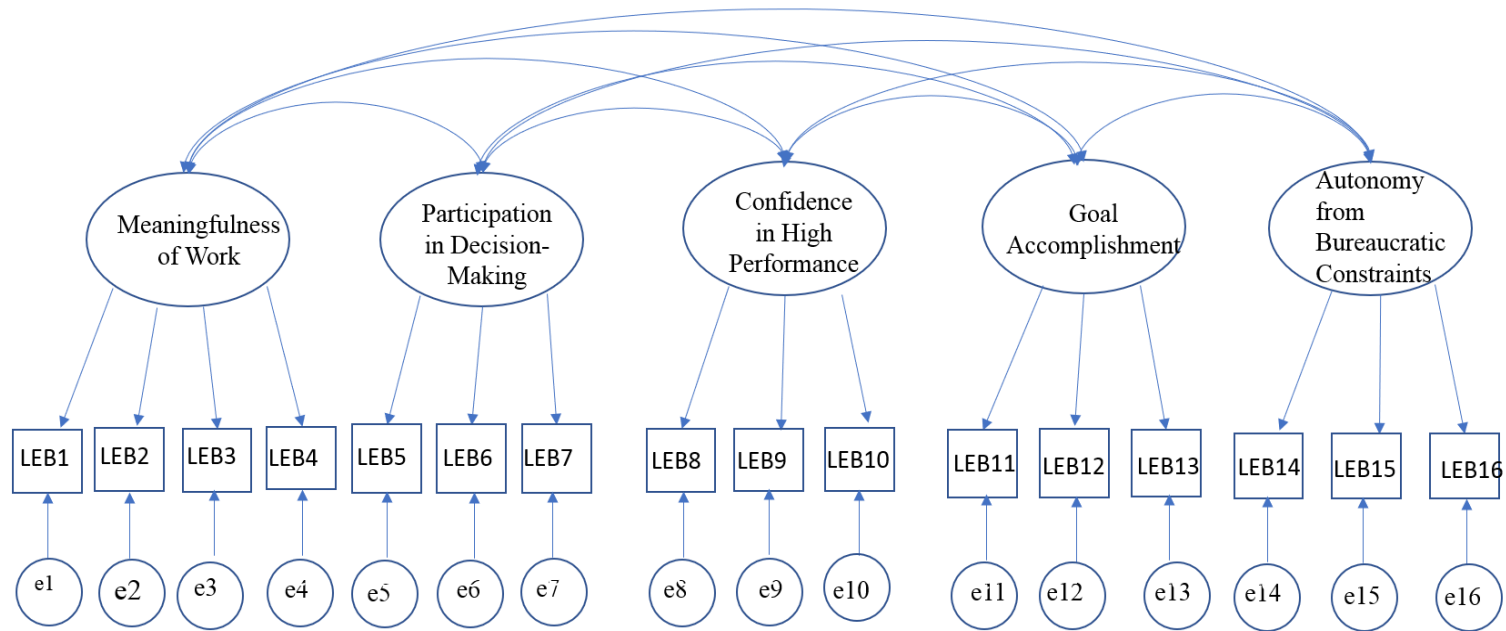 Meaningfulness
of Work
Participation
in Decision-
Making
Confidence
in High
Performance
Goal
Accomplishment
Autonomy
from
Bureaucratic
Constraints
LEB1
LEB2
LEB3
LEB4
LEB5
LEB6
LEB7
LEB8
LEB9
LEB10
LEB11
LEB12
LEB13
LEB14
LEB15
LEB16
e1
e2
e3
e4
e5
e6
e7
e8
e9
e10
e11
e12
e13
e14
e15
e16